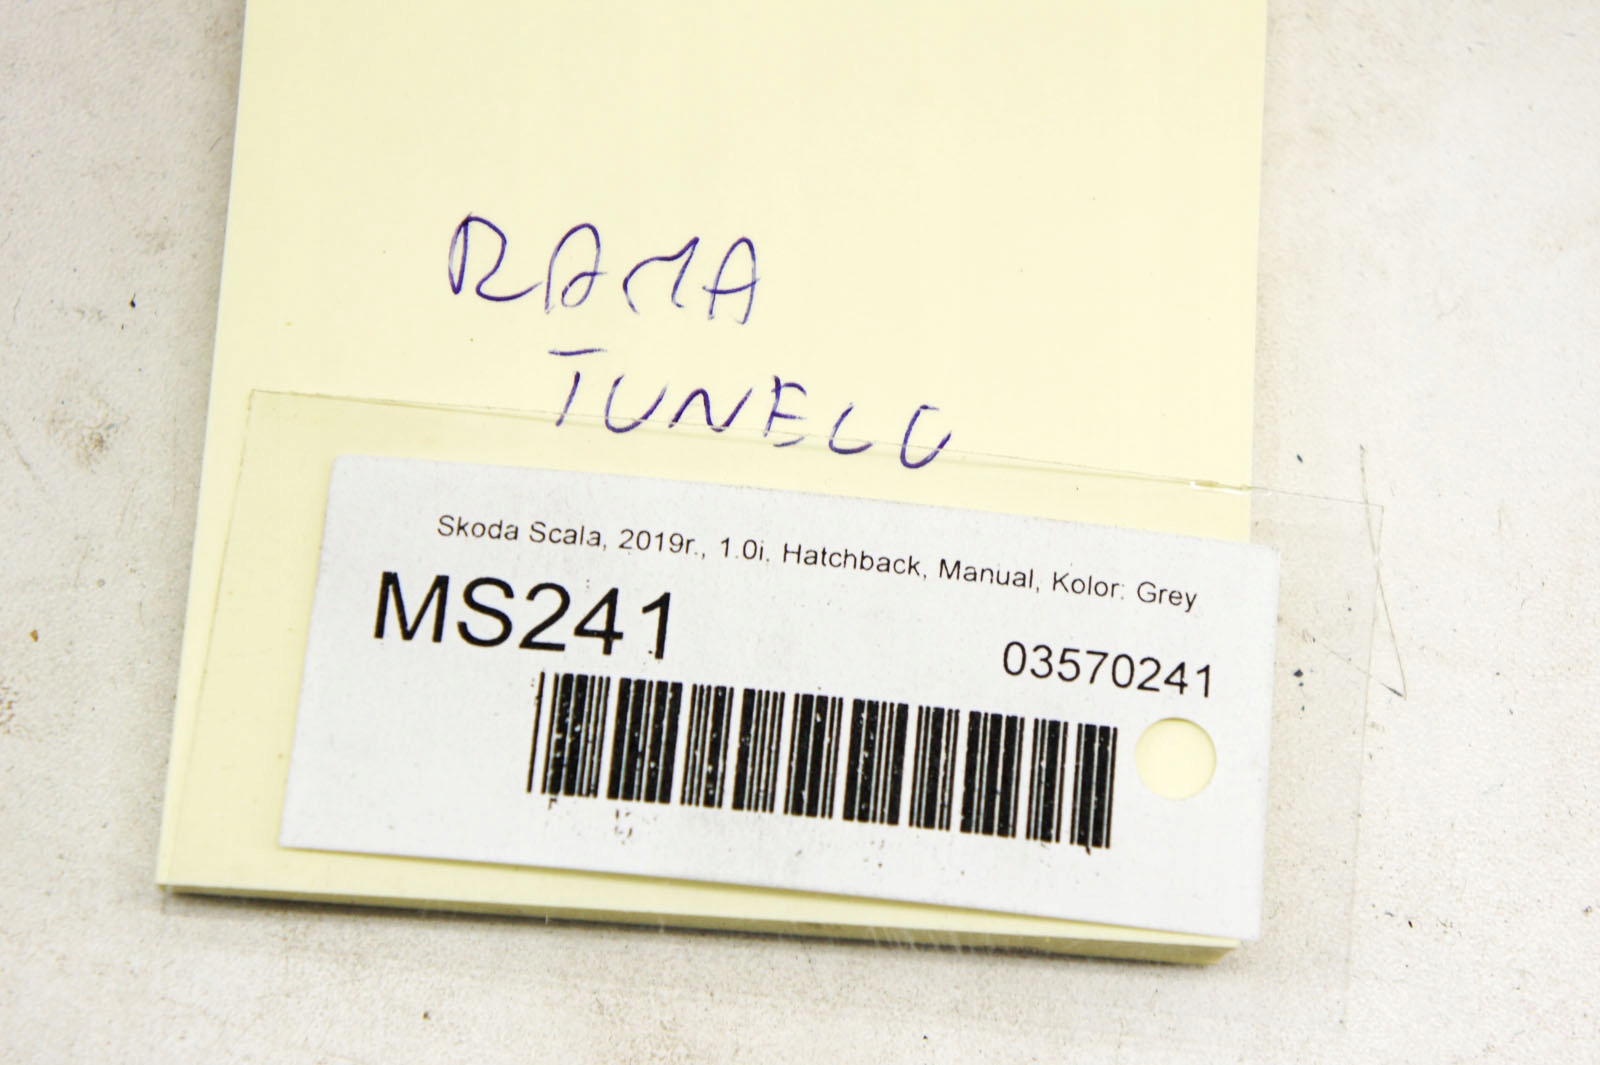 RAMA
TUNELU
Skoda Scala, 2019r., 1.0i, Hatchback, Manual, Kolor: Grey
MS241
03570241